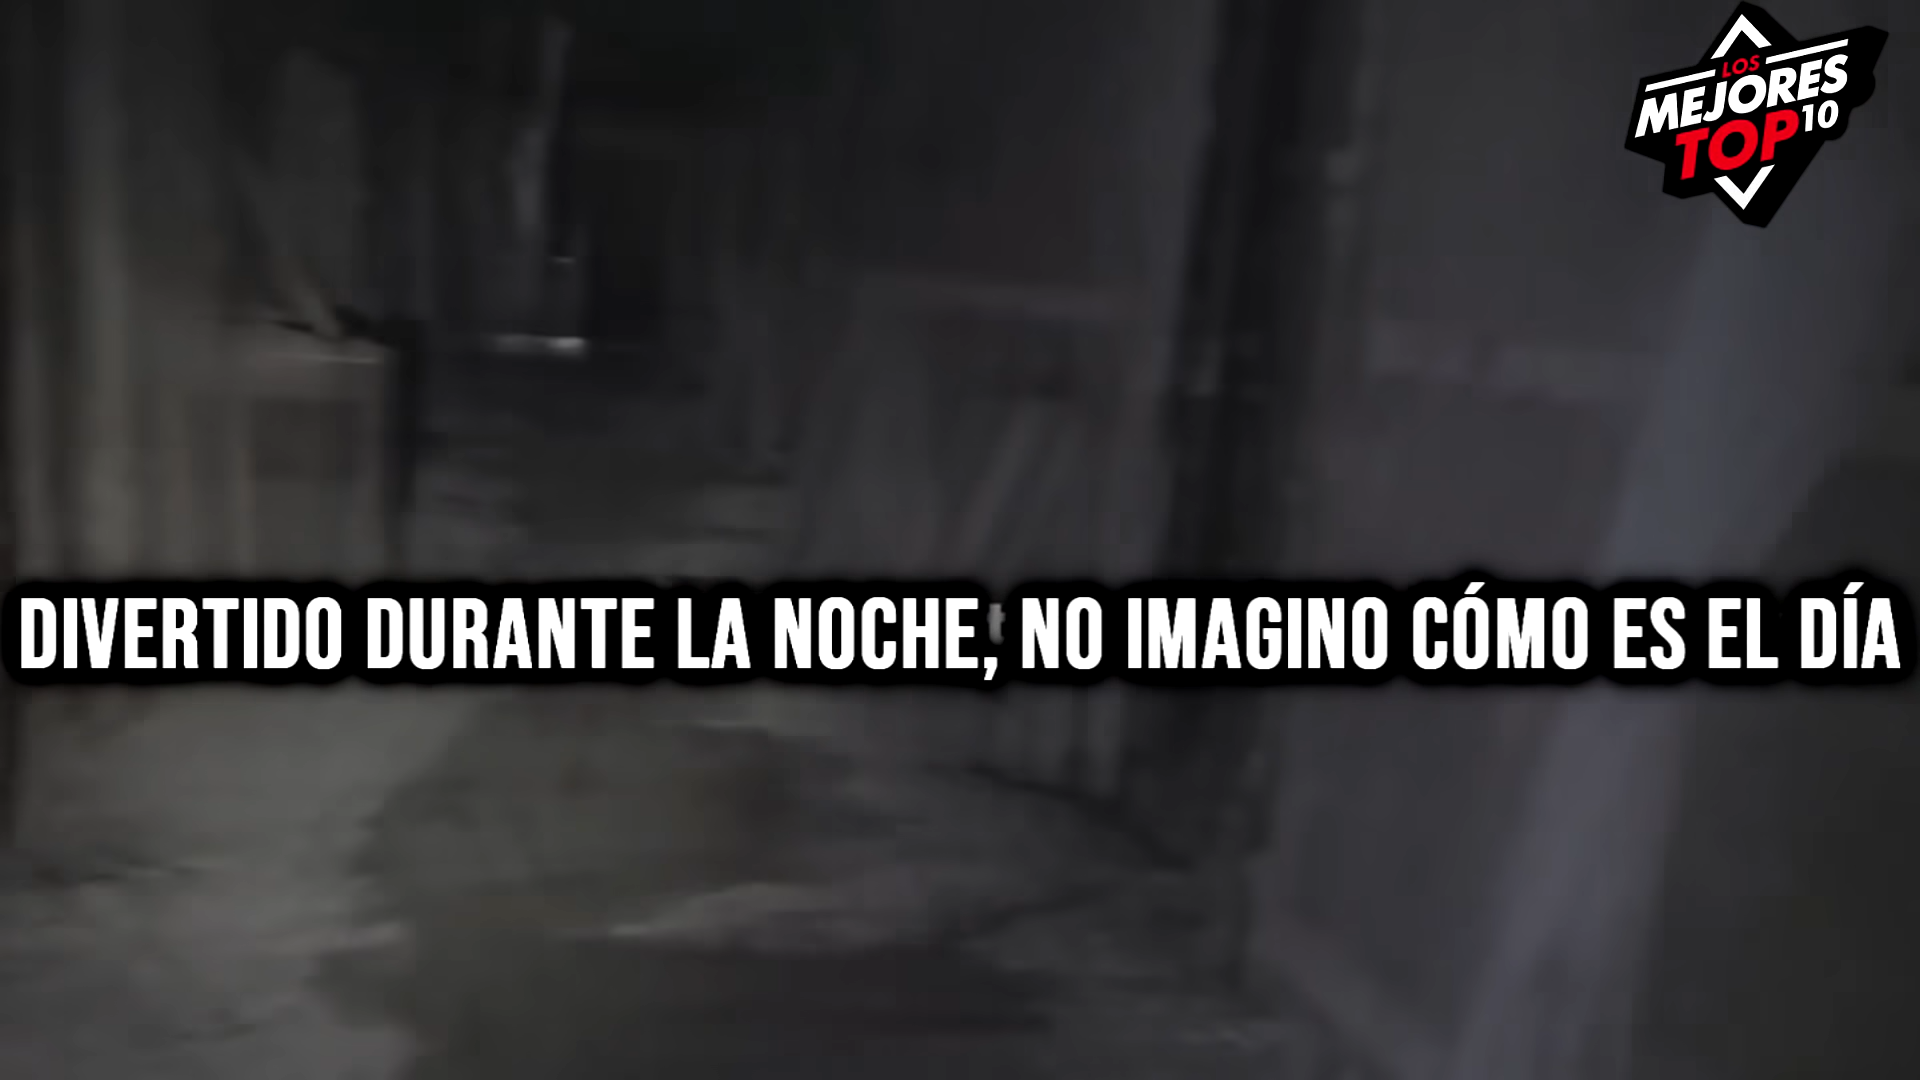 LOS
MEJORES
TOP 10
DIVERTIDO DURANTE LA NOCHE, NO IMAGINO CÓMO ES EL DÍA